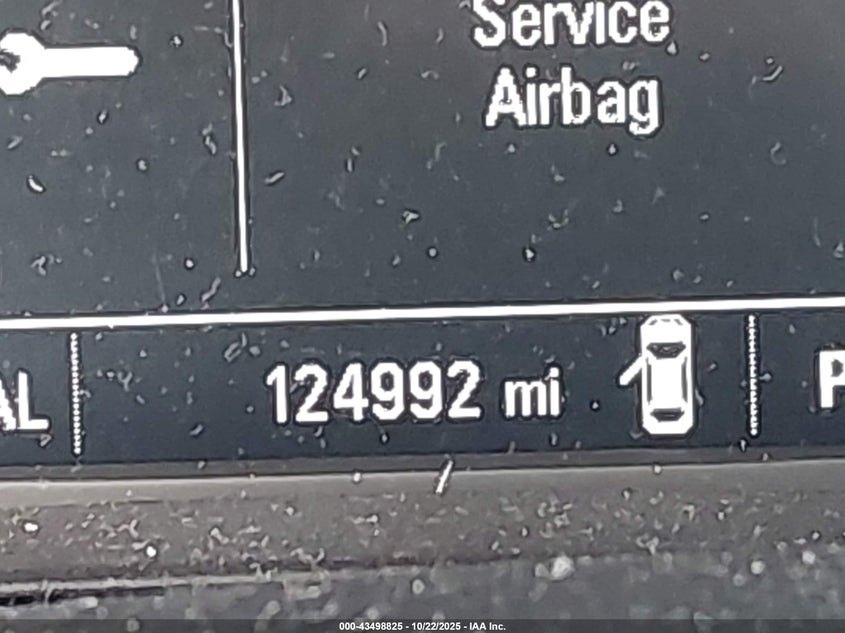 Service
Airbag
AL
124992 mi
P
000-43498825 - 10/22/2025 - IAA Inc.